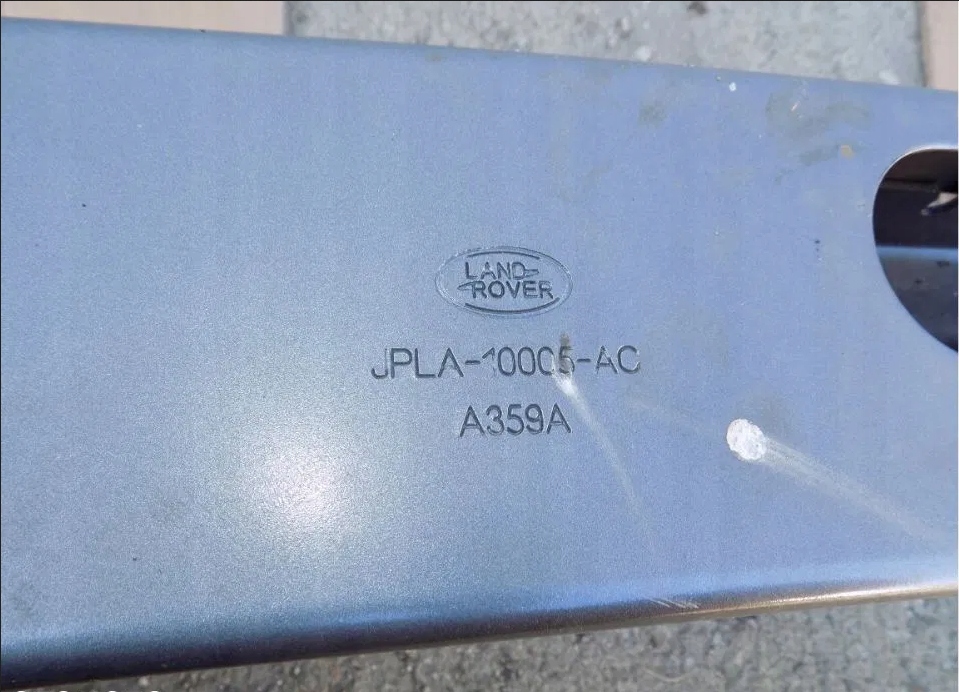 LAND
ROVER
JPLA-10005-AC
A359A